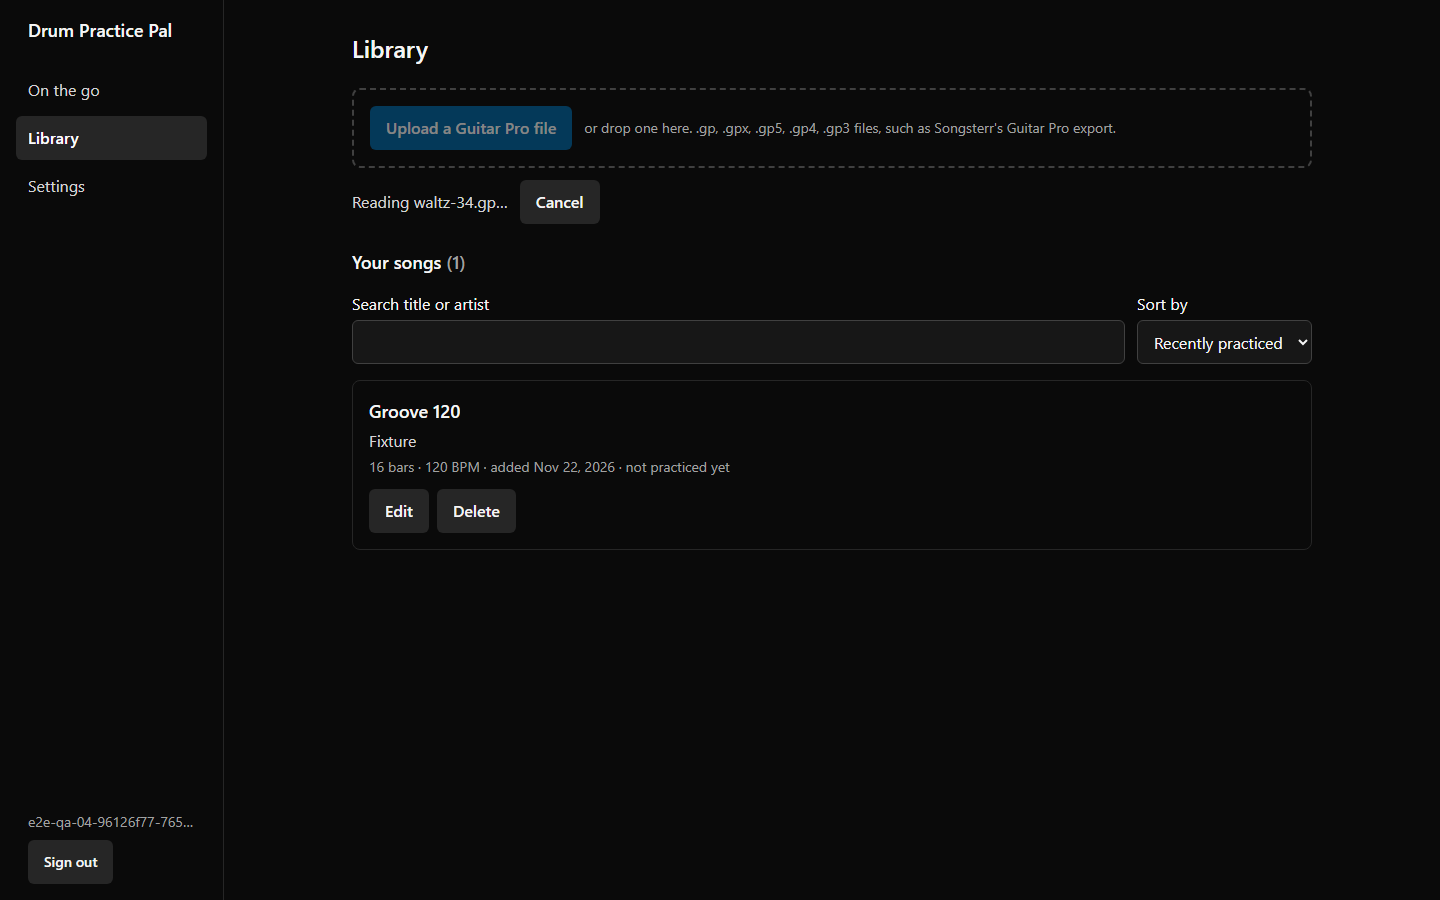 Drum Practice Pal
On the go
Library
Settings
e2e-qa-04-96126f77-765...
Sign out
Library
Upload a Guitar Pro file or drop one here. .gp, .gpx, .gp5, .gp4, .gp3 files, such as Songsterr's Guitar Pro export.
Reading waltz-34.gp... Cancel
Your songs (1)
Search title or artist
Sort by
Recently practiced
Groove 120
Fixture
16 bars · 120 BPM · added Nov 22, 2026 · not practiced yet
Edit Delete